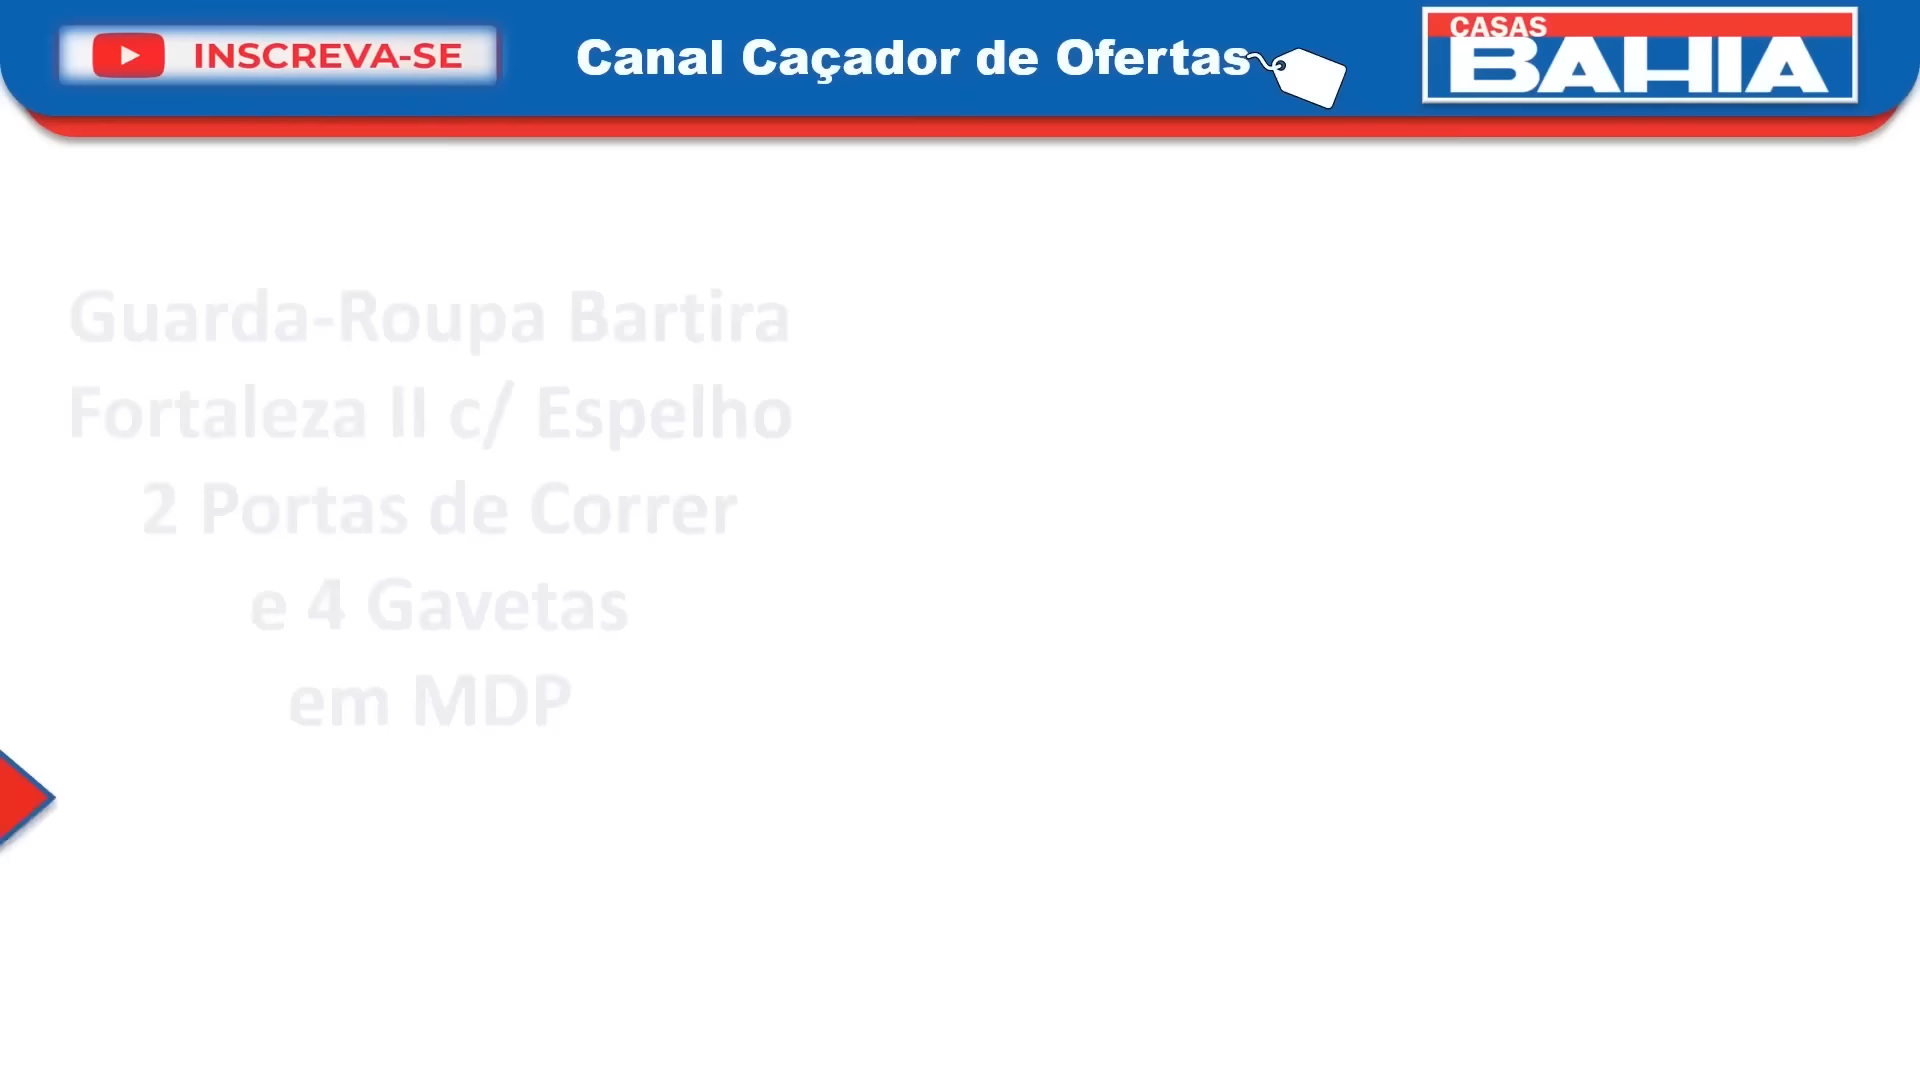 INSCREVA-SE
Canal Caçador de Ofertas
CASAS
BAHIA
Guarda-Roupa Bartira
Fortaleza II c/ Espelho
2 Portas de Correr
e 4 Gavetas
em MDP